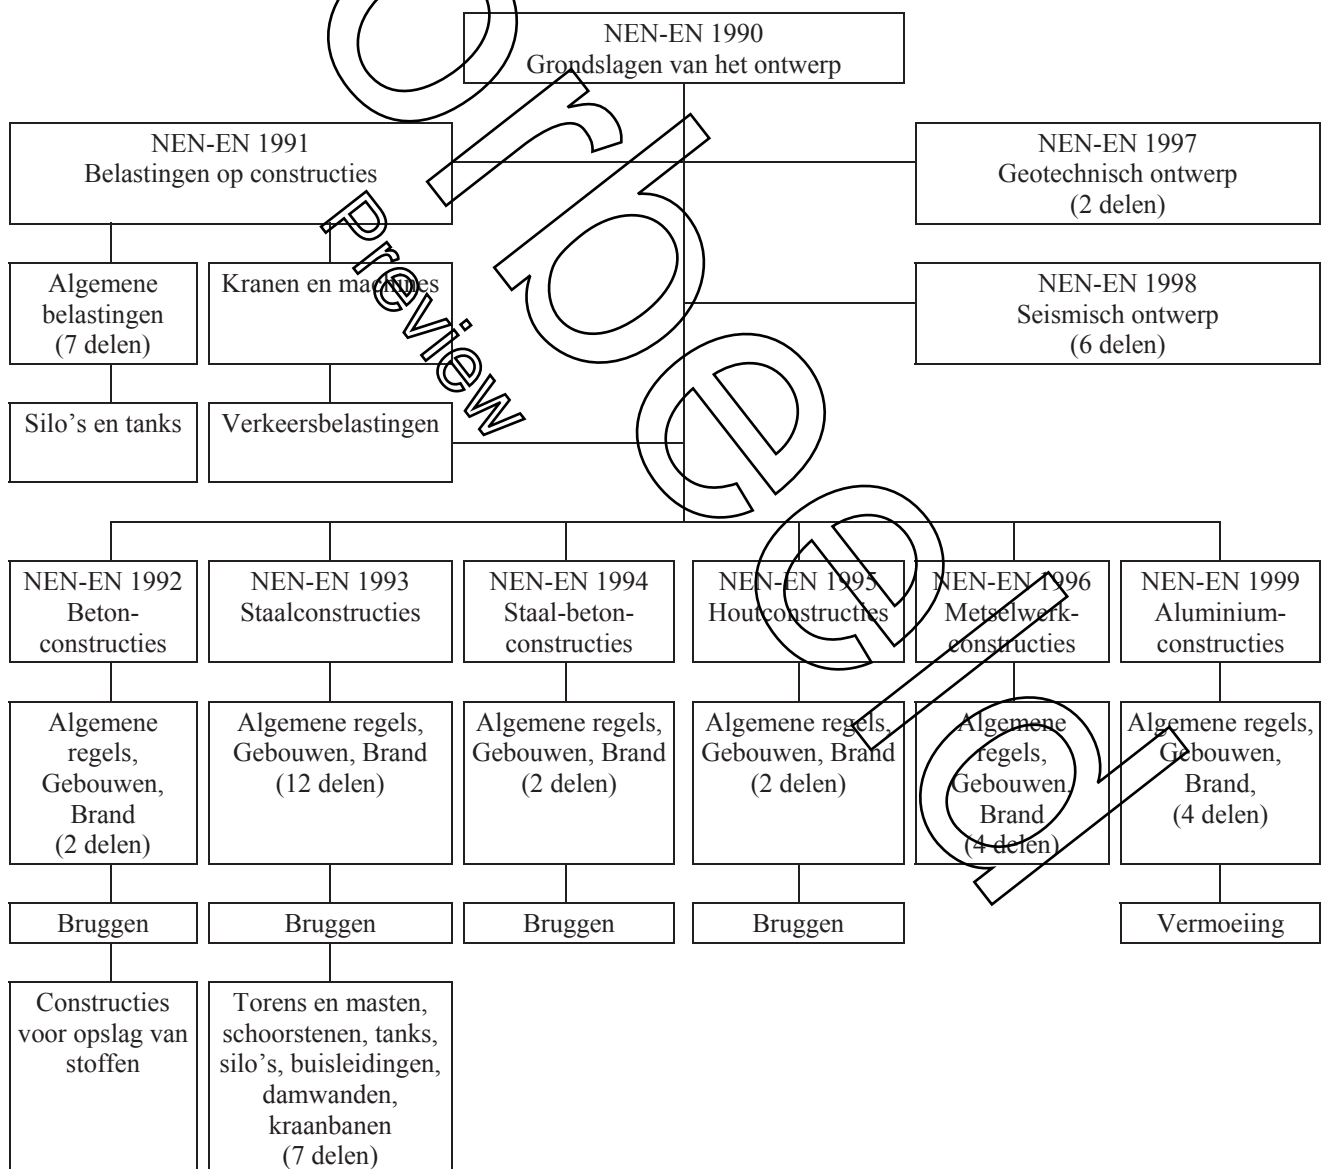 NEN-EN 1990
Grondslagen van het ontwerp
NEN-EN 1991
Belastingen op constructies
NEN-EN 1997
Geotechnisch ontwerp
(2 delen)
Algemene
belastingen
(7 delen)
Kranen en machines
NEN-EN 1998
Seismisch ontwerp
(6 delen)
Silo's en tanks
Verkeersbelastingen
NEN-EN 1992
Beton-
constructies
NEN-EN 1993
Staalconstructies
NEN-EN 1994
Staal-beton-
constructies
NEN-EN 1995
Houtconstructies
NEN-EN 1996
Metselwerk-
constructies
NEN-EN 1999
Aluminium-
constructies
Algemene
regels,
Gebouwen,
Brand
(2 delen)
Algemene regels,
Gebouwen, Brand
(12 delen)
Algemene regels,
Gebouwen, Brand
(2 delen)
Algemene regels,
Gebouwen, Brand
(2 delen)
Algemene
regels,
Gebouwen,
Brand
(4 delen)
Algemene regels,
Gebouwen,
Brand,
(4 delen)
Bruggen
Bruggen
Bruggen
Bruggen
Vermoeiing
Constructies
voor opslag van
stoffen
Torens en masten,
schoorstenen, tanks,
silo's, buisleidingen,
damwanden,
kraanbanen
(7 delen)
orbeeld
Preview